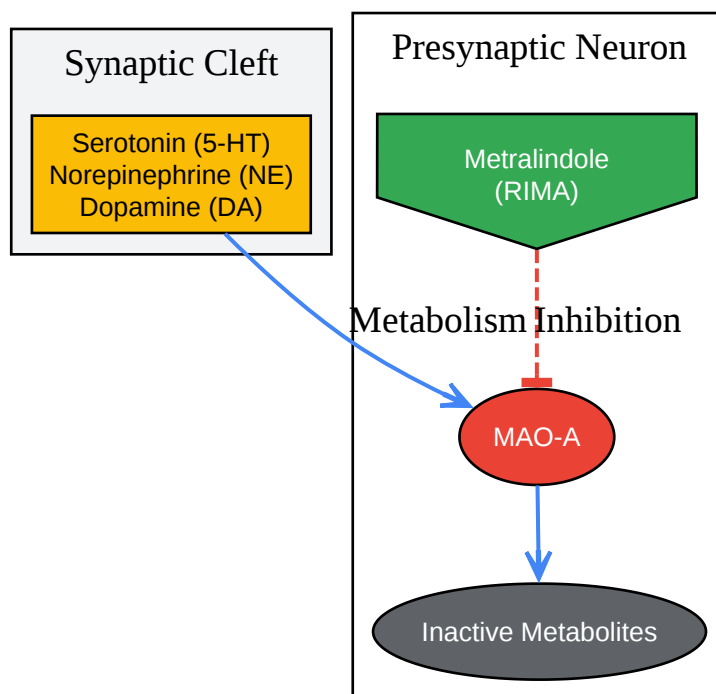 Synaptic Cleft
Serotonin (5-HT)
Norepinephrine (NE)
Dopamine (DA)
Presynaptic Neuron
Metralindole
(RIMA)
Metabolism Inhibition
MAO-A
Inactive Metabolites